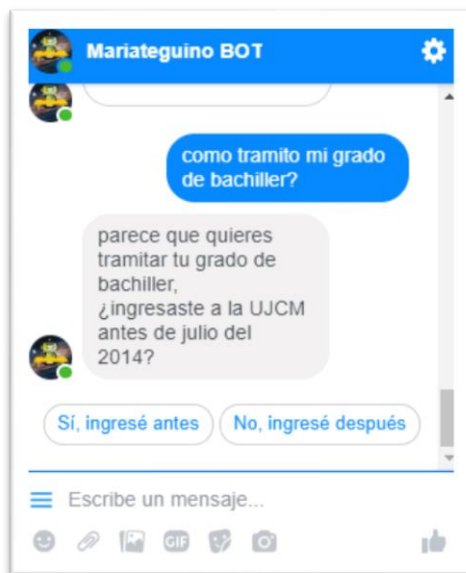 Mariateguino BOT
como tramito mi grado
de bachiller?
parece que quieres
tramitar tu grado de
bachiller,
¿ingresaste a la UJCM
antes de julio del
2014?
Sí, ingresé antes
No, ingresé después
Escribe un mensaje...
GIF